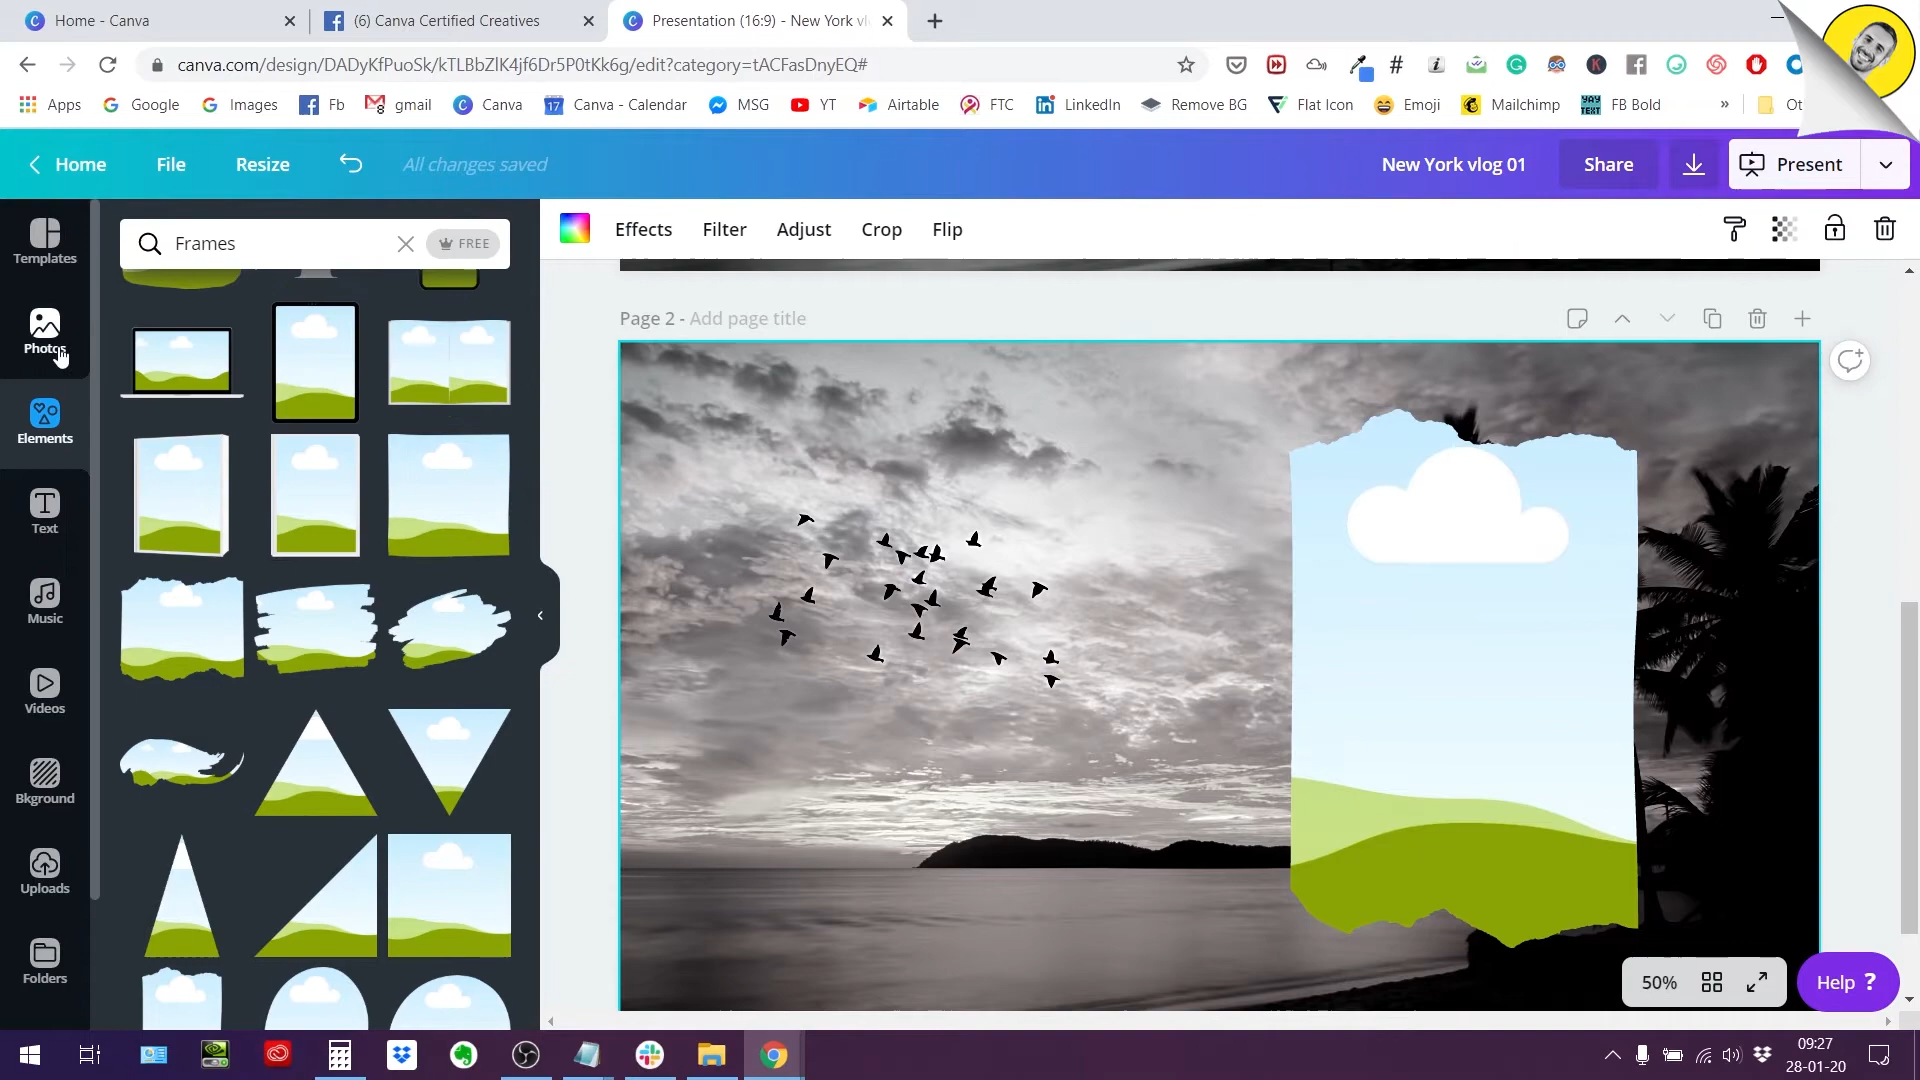 Home - Canva
(6) Canva Certified Creatives
Presentation (16:9) - New York vl
canva.com/design/DADyKfPuoSk/kTLBbZlK4jf6Dr5P0tKk6g/edit?category=tACFasDnyEQ#
Apps Google Images Fb gmail Canva 17 Canva - Calendar MSG YT Airtable FTC LinkedIn Remove BG Flat Icon Emoji Mailchimp YAY TEXT FB Bold » Ot
Home File Resize All changes saved New York vlog 01 Share Present
Templates
Frames FREE
Effects Filter Adjust Crop Flip
Photos
Page 2 - Add page title
Elements
Text
Music
Videos
Bkground
Uploads
Folders
50% Help ?
09:27
28-01-20